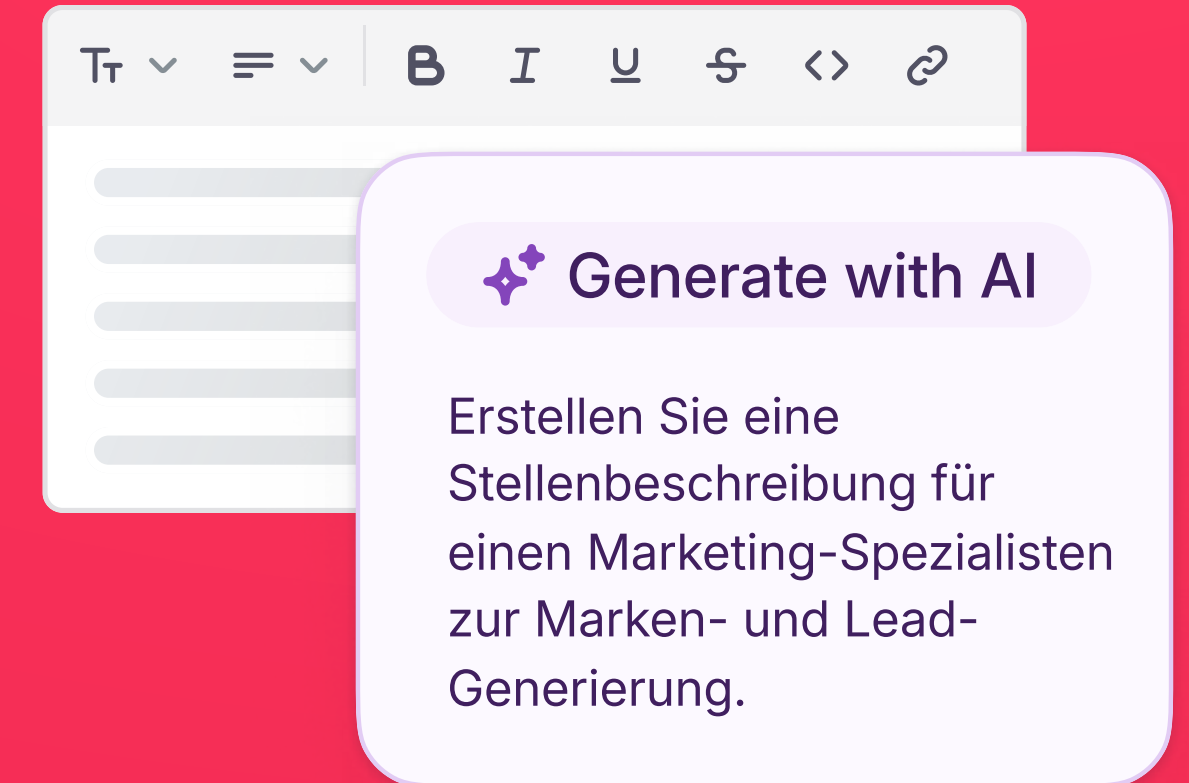 Generate with AI
Erstellen Sie eine
Stellenbeschreibung für
einen Marketing-Spezialisten
zur Marken- und Lead-
Generierung.